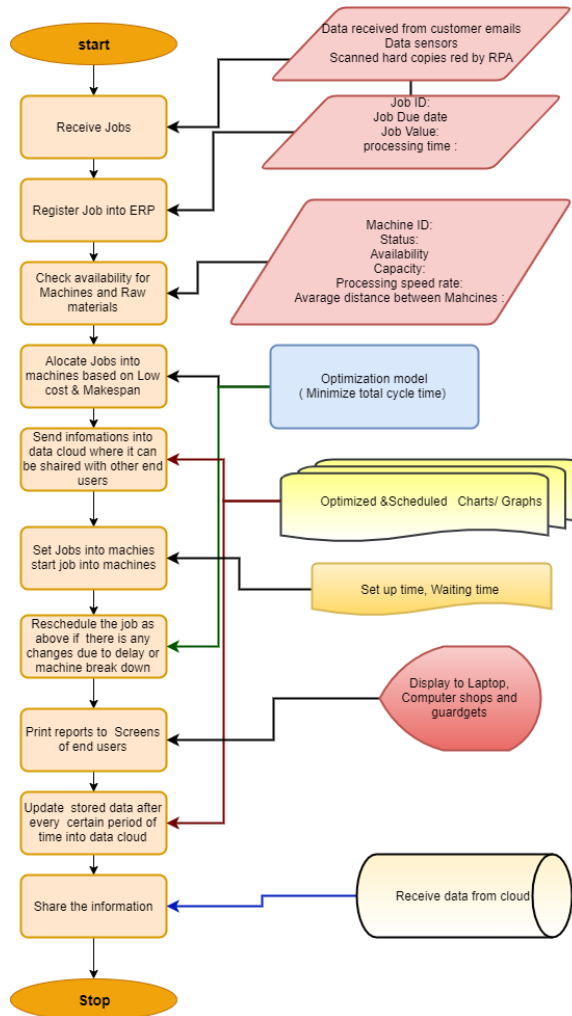 start
Data received from customer emails
Data sensors
Scanned hard copies red by RPA
Receive Jobs
Job ID:
Job Due date
Job Value:
processing time :
Register Job into ERP
Machine ID:
Status:
Availability
Capacity:
Processing speed rate:
Avarage distance between Mahcines :
Check availability for
Machines and Raw
materials
Alocate Jobs into
machines based on Low
cost & Makespan
Optimization model
( Minimize total cycle time)
Send infomations into
data cloud where it can
be shaired with other end
users
Optimized &Scheduled Charts/ Graphs
Set Jobs into machies
start job into machines
Set up time, Waiting time
Reschedule the job as
above if there is any
changes due to delay or
machine break down
Display to Laptop,
Computer shops and
guardgets
Print reports to Screens
of end users
Update stored data after
every certain period of
time into data cloud
Share the information
Receive data from cloud
Stop